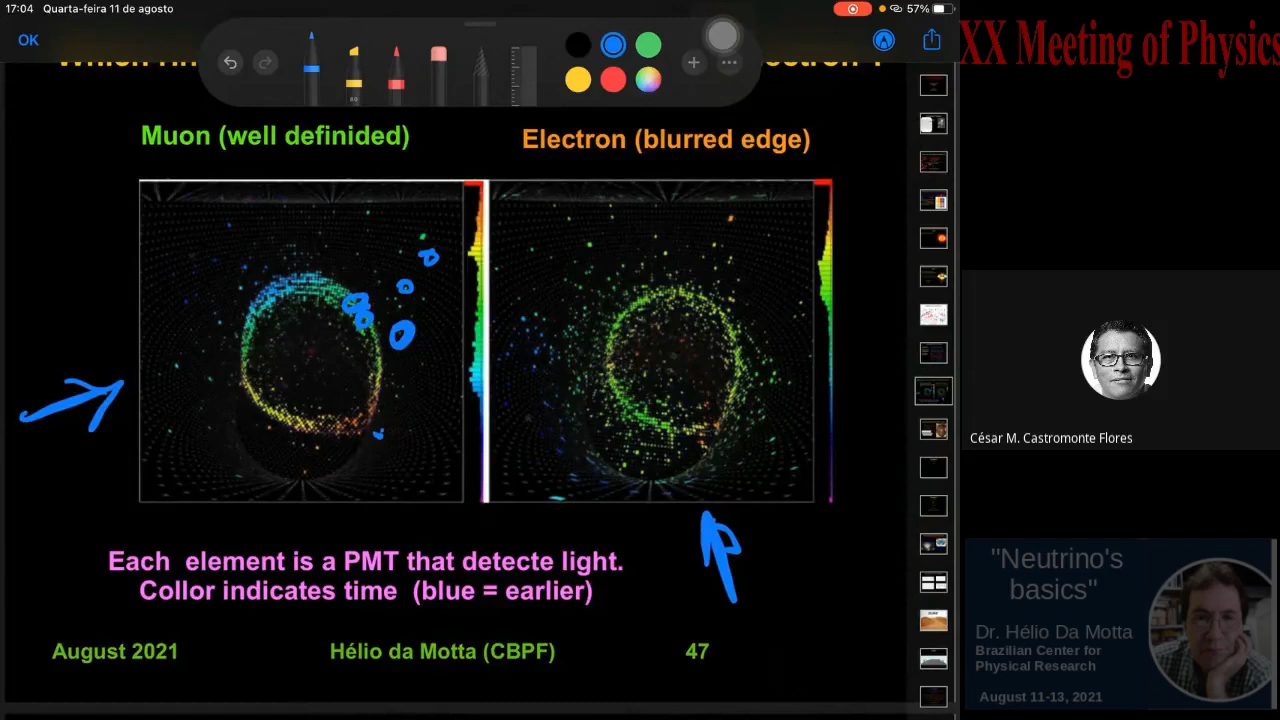 17:04 Quarta-feira 11 de agosto
57%
OK
XX Meeting of Physics
Muon (well definided)
Electron (blurred edge)
Each element is a PMT that detecte light.
Collor indicates time (blue = earlier)
August 2021
Hélio da Motta (CBPF)
47
César M. Castromonte Flores
"Neutrino's
basics"
Dr. Hélio Da Motta
Brazilian Center for
Physical Research
August 11-13, 2021